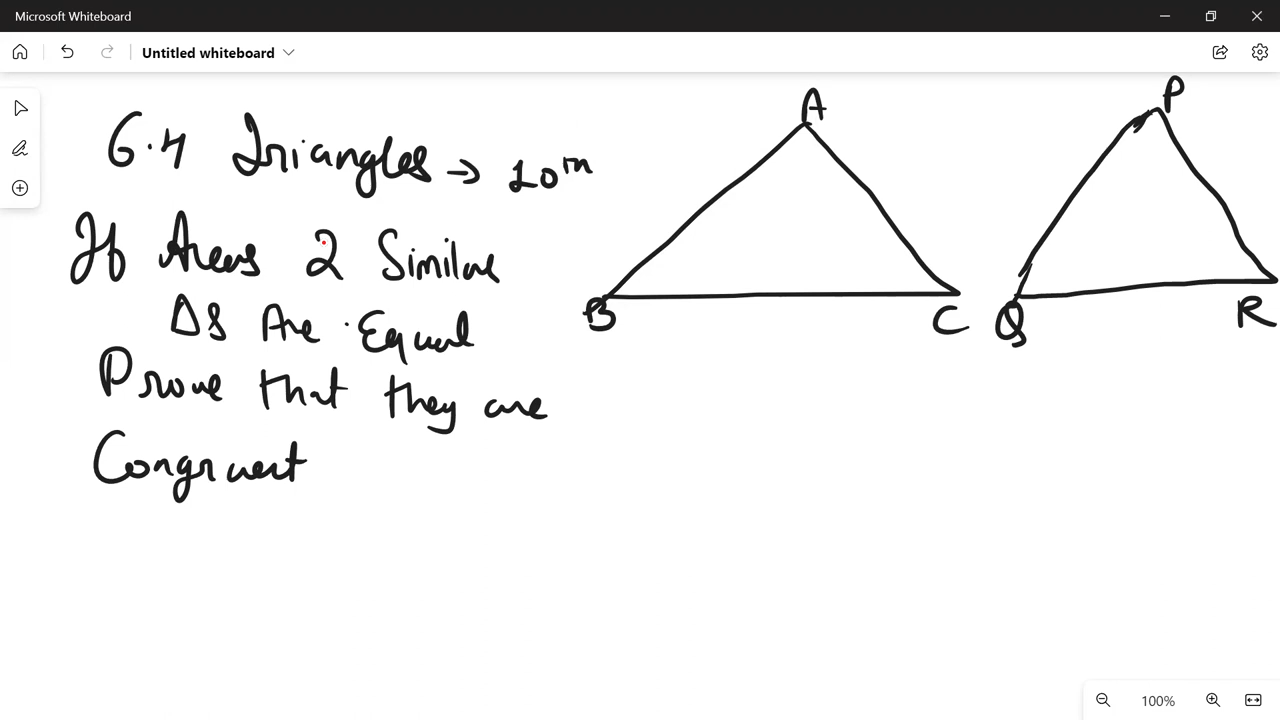 Microsoft Whiteboard
Untitled whiteboard
6.4 Triangles → 10th
If Areas 2 Similar
Δs Are Equal
Prove that they are
Congruent
A
B
C
P
Q
R
100%